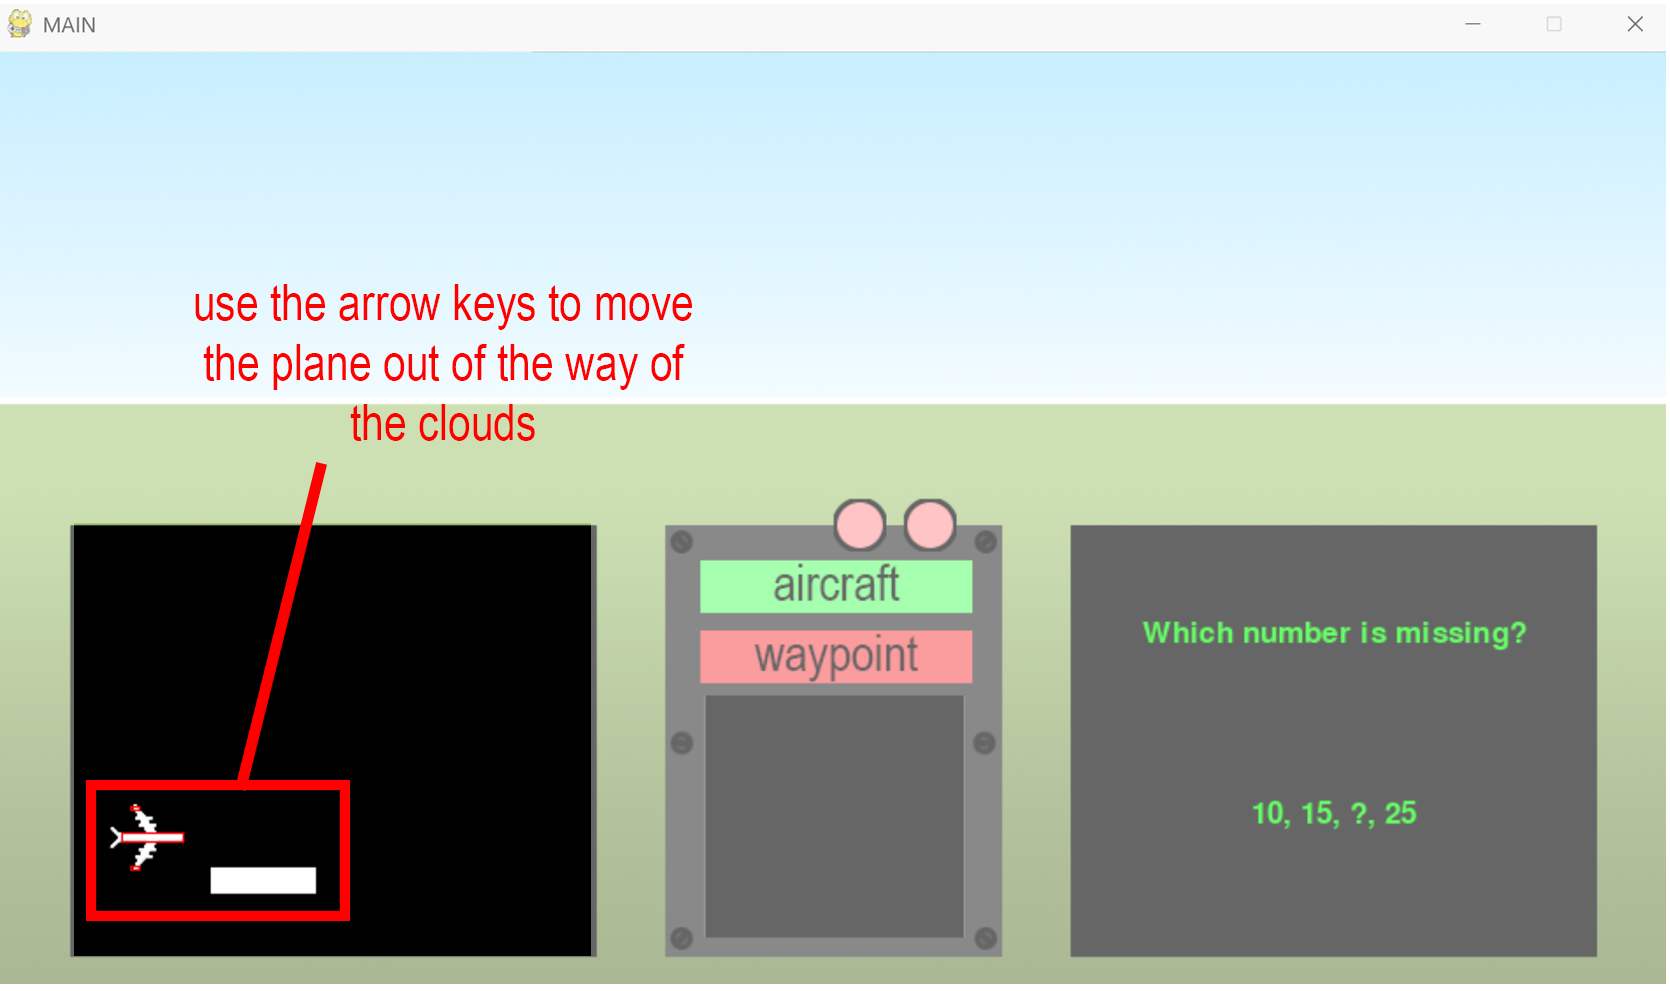 MAIN
use the arrow keys to move
the plane out of the way of
the clouds
aircraft
waypoint
Which number is missing?
10, 15, ?, 25